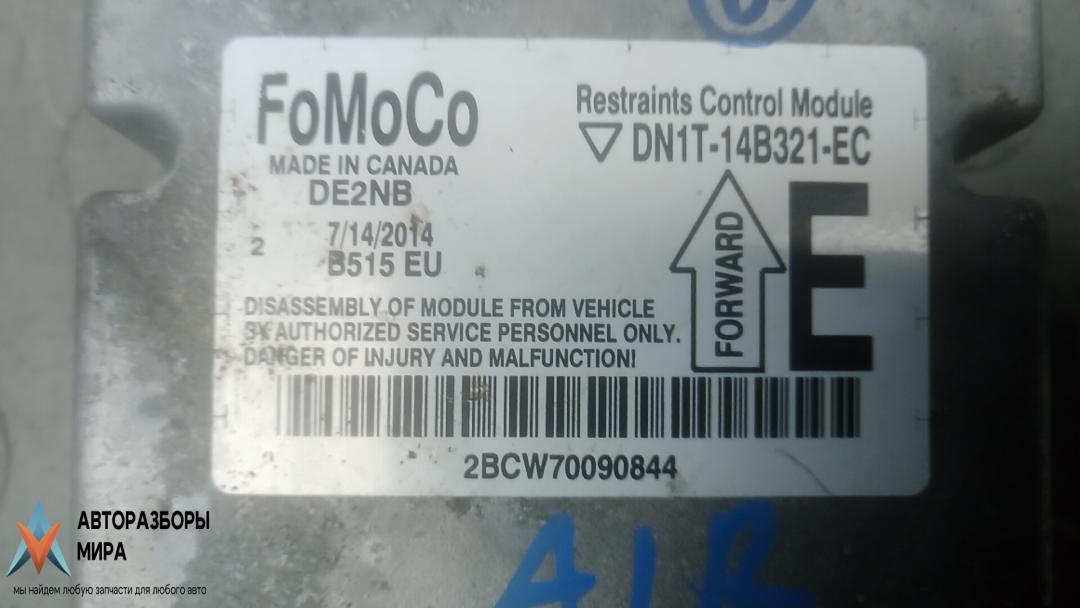 FoMoCo
MADE IN CANADA
DE2NB
7/14/2014
2
B515 EU
Restraints Control Module
DN1T-14B321-EC
FORWARD
E
DISASSEMBLY OF MODULE FROM VEHICLE
BY AUTHORIZED SERVICE PERSONNEL ONLY.
DANGER OF INJURY AND MALFUNCTION!
2BCW70090844
AIR
АВТОРАЗБОРЫ
МИРА
мы найдем любую запчасти для любого авто